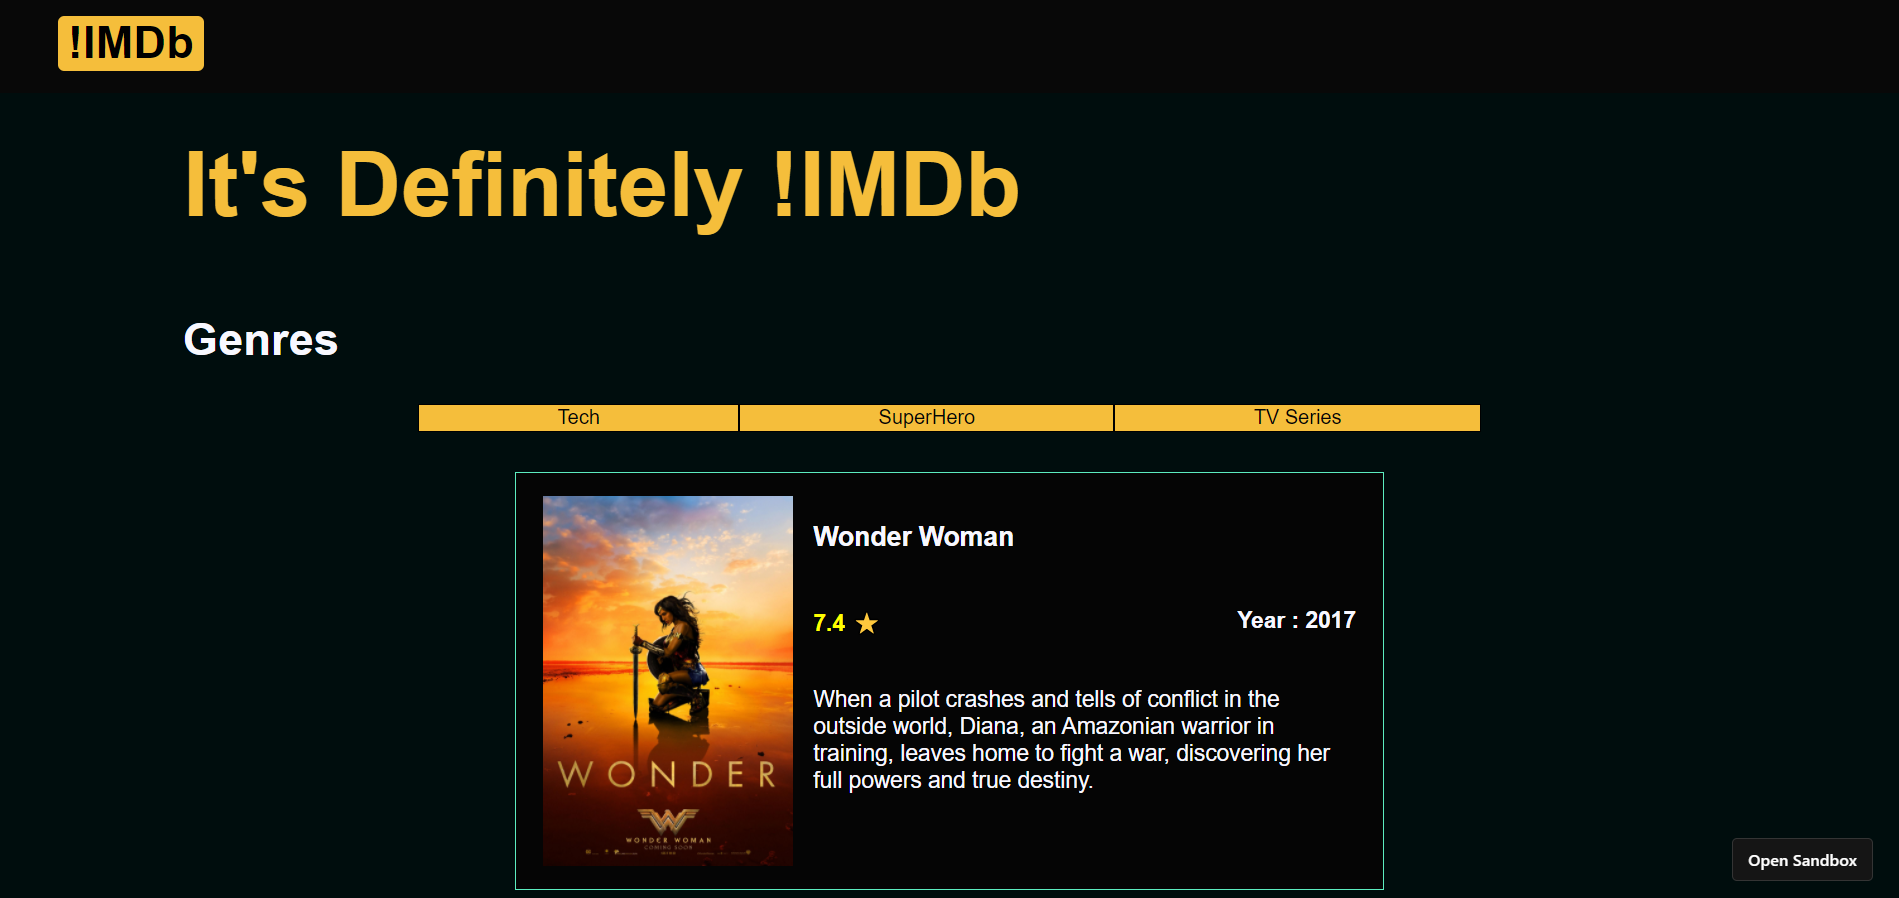 !IMDb
It's Definitely !IMDb
Genres
Tech SuperHero TV Series
Wonder Woman
7.4 ★ Year : 2017
When a pilot crashes and tells of conflict in the
outside world, Diana, an Amazonian warrior in
training, leaves home to fight a war, discovering her
full powers and true destiny.
WONDER
WONDER WOMAN
COMING SOON
Open Sandbox